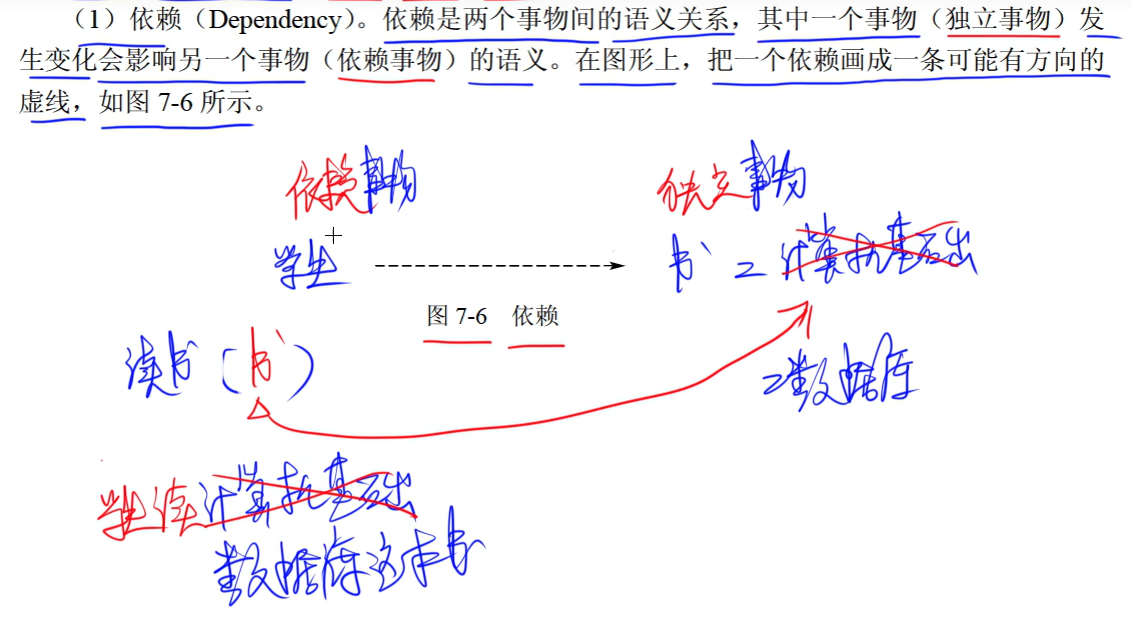 （1）依赖（Dependency）。依赖是两个事物间的语义关系，其中一个事物（独立事物）发
生变化会影响另一个事物（依赖事物）的语义。在图形上，把一个依赖画成一条可能有方向的
虚线，如图 7-6 所示。
依赖事物 独立事物
学生 书 = 计算机基础
图 7-6 依赖
读书（书） =数据库
学生读计算机基础
数据库这本书